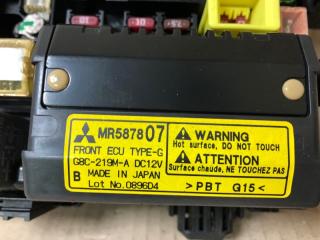 MR587807
FRONT ECU TYPE-G
G8C-219M-A DC12V
B MADE IN JAPAN
Lot No.0896D4
WARNING
Hot surface, DO NOT TOUCH
ATTENTION
Surface chaude, NE TOUCHEZ PAS
>PBT G15<